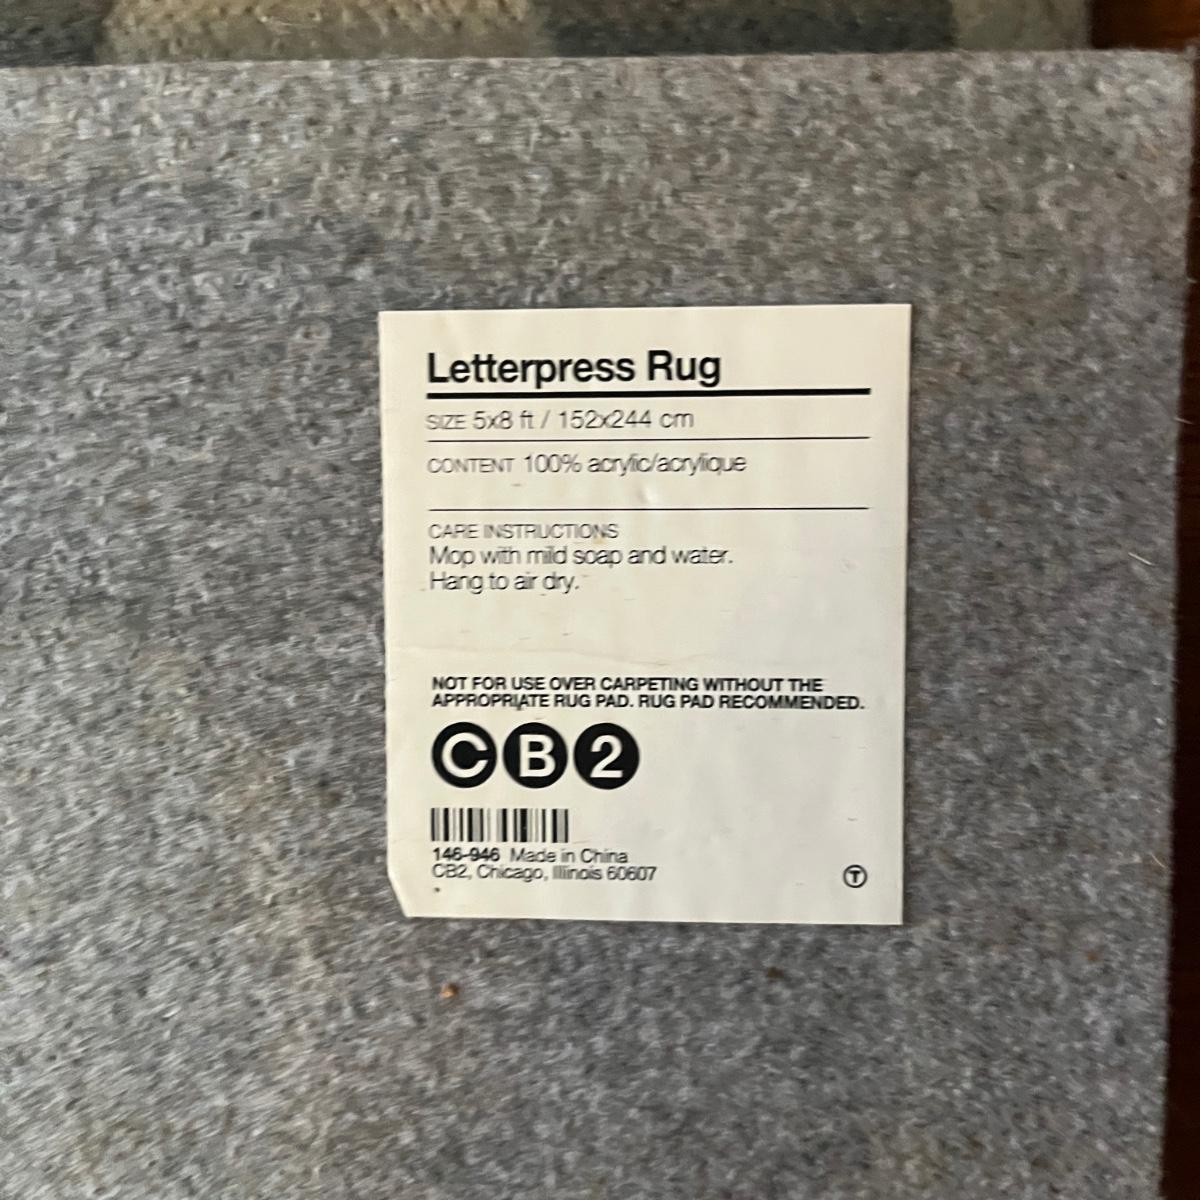 Letterpress Rug
SIZE 5x8 ft / 152x244 cm
CONTENT 100% acrylic/acrylique
CARE INSTRUCTIONS
Mop with mild soap and water.
Hang to air dry.
NOT FOR USE OVER CARPETING WITHOUT THE
APPROPRIATE RUG PAD. RUG PAD RECOMMENDED.
CB2
146-946 Made in China
CB2, Chicago, Illinois 60607
T